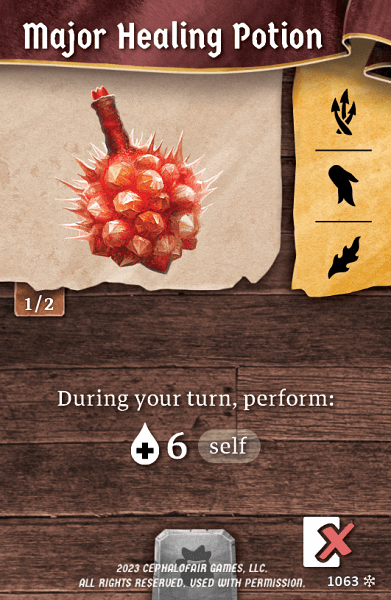 Major Healing Potion
1/2
During your turn, perform:
6 self
2023 CEPHALOFAIR GAMES, LLC.
ALL RIGHTS RESERVED. USED WITH PERMISSION.
1063